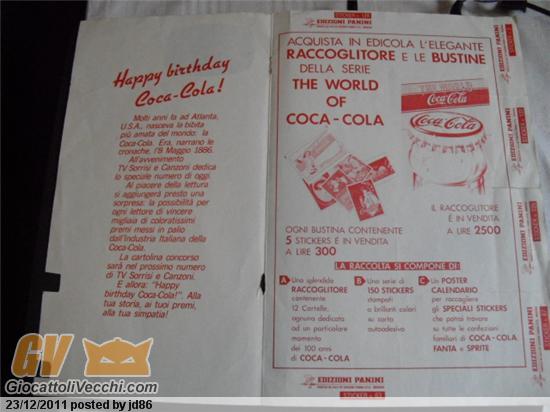 Happy birthday
Coca-Cola!
Molti anni fa ad Atlanta,
U.S.A., nasceva la bibita
più amata del mondo: la
Coca-Cola. Era, narrano le
cronache, l'8 Maggio 1886.
All'avvenimento
TV Sorrisi e Canzoni dedica
lo speciale numero di oggi.
Al piacere della lettura
si aggiungerà presto una
sorpresa: la possibilità per
ogni lettore di vincere
migliaia di coloratissimi
premi messi in palio
dall'Industria Italiana della
Coca-Cola.
La cartolina concorso
sarà nel prossimo numero
di TV Sorrisi e Canzoni.
E allora: "Happy
birthday Coca-Cola!". Alla
tua storia, ai tuoi premi,
alla tua simpatia!
EDIZIONI PANINI
ACQUISTA IN EDICOLA L'ELEGANTE
RACCOGLITORE E LE BUSTINE
DELLA SERIE
THE WORLD
OF
COCA-COLA
THE WORLD
Coca-Cola
Coca-Cola
IL RACCOGLITORE
È IN VENDITA
A LIRE 2500
OGNI BUSTINA CONTENENTE
5 STICKERS È IN VENDITA
A LIRE 300
LA RACCOLTA SI COMPONE DI:
A Uno splendido
RACCOGLITORE
contenente
12 Cartelle,
ognuna dedicata
ad un particolare
momento
dei 100 anni
di COCA-COLA
B Una serie di
150 STICKERS
stampati
a brillanti colori
su carta
autoadesiva
C Un POSTER
CALENDARIO
per raccogliere
gli SPECIALI STICKERS
che potrai trovare
su tutte le confezioni
familiari di COCA-COLA
FANTA e SPRITE
EDIZIONI PANINI
EDIZIONI PANINI
EDIZIONI PANINI
GV
GiocattoliVecchi.com
23/12/2011 posted by jd86